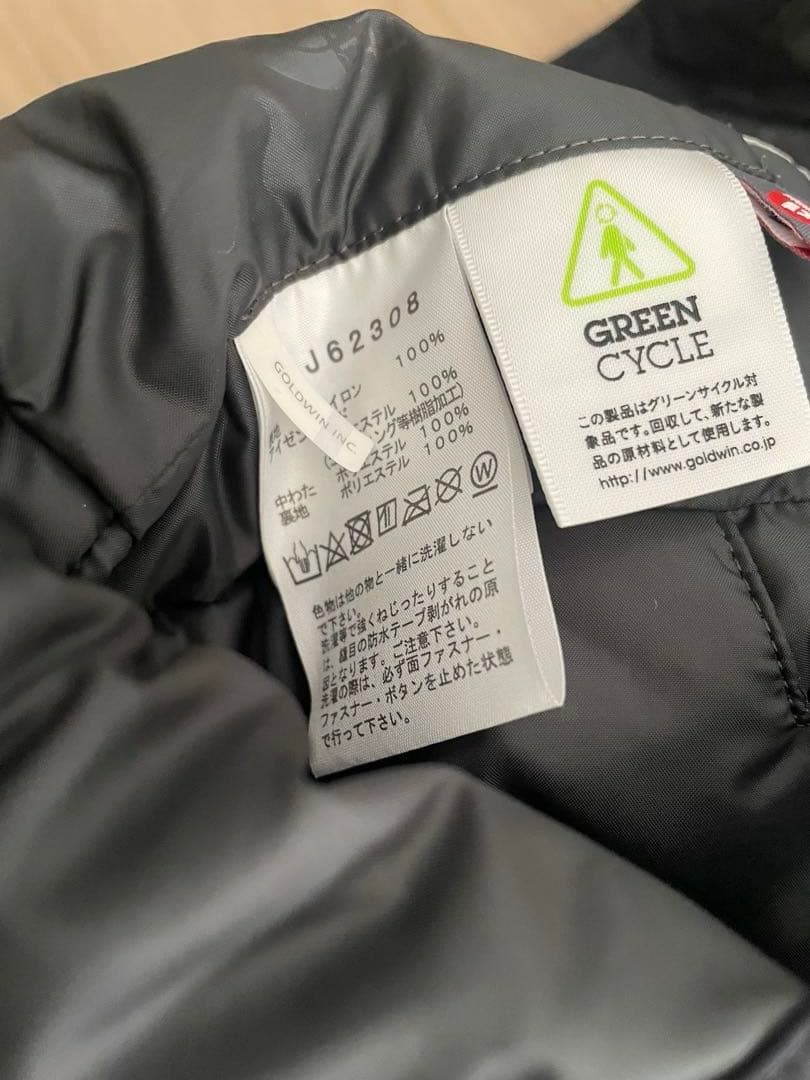 J62308
GOLDWIN INC.
イロン 100%
ステル 100%
ング等樹脂加工)
ポリエステル 100%
ポリエステル 100%
中わた
裏地
W
色物は他の物と一緒に洗濯しない
で下さい。
洗濯等で強くねじったりすること
は、縫目の防水テープ剥がれの原
因となります。ご注意下さい。
洗濯の際は、必ず面ファスナー・
ファスナー・ボタンを止めた状態
で行って下さい。
GREEN
CYCLE
この製品はグリーンサイクル対
象品です。回収して、新たな製
品の原材料として使用します。
http://www.goldwin.co.jp